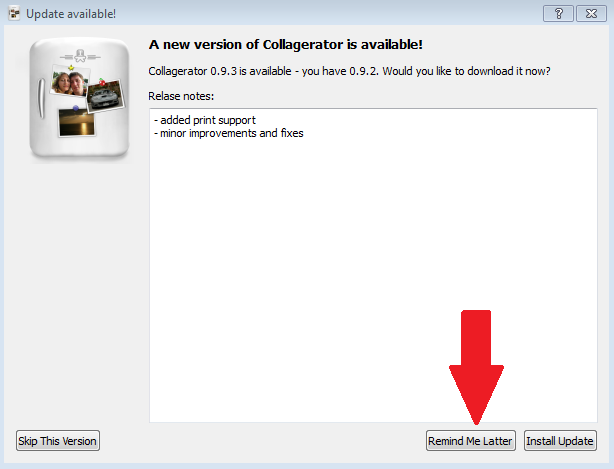 Update available!
A new version of Collagerator is available!
Collagerator 0.9.3 is available - you have 0.9.2. Would you like to download it now?
Relase notes:
- added print support
- minor improvements and fixes
Skip This Version
Remind Me Latter
Install Update